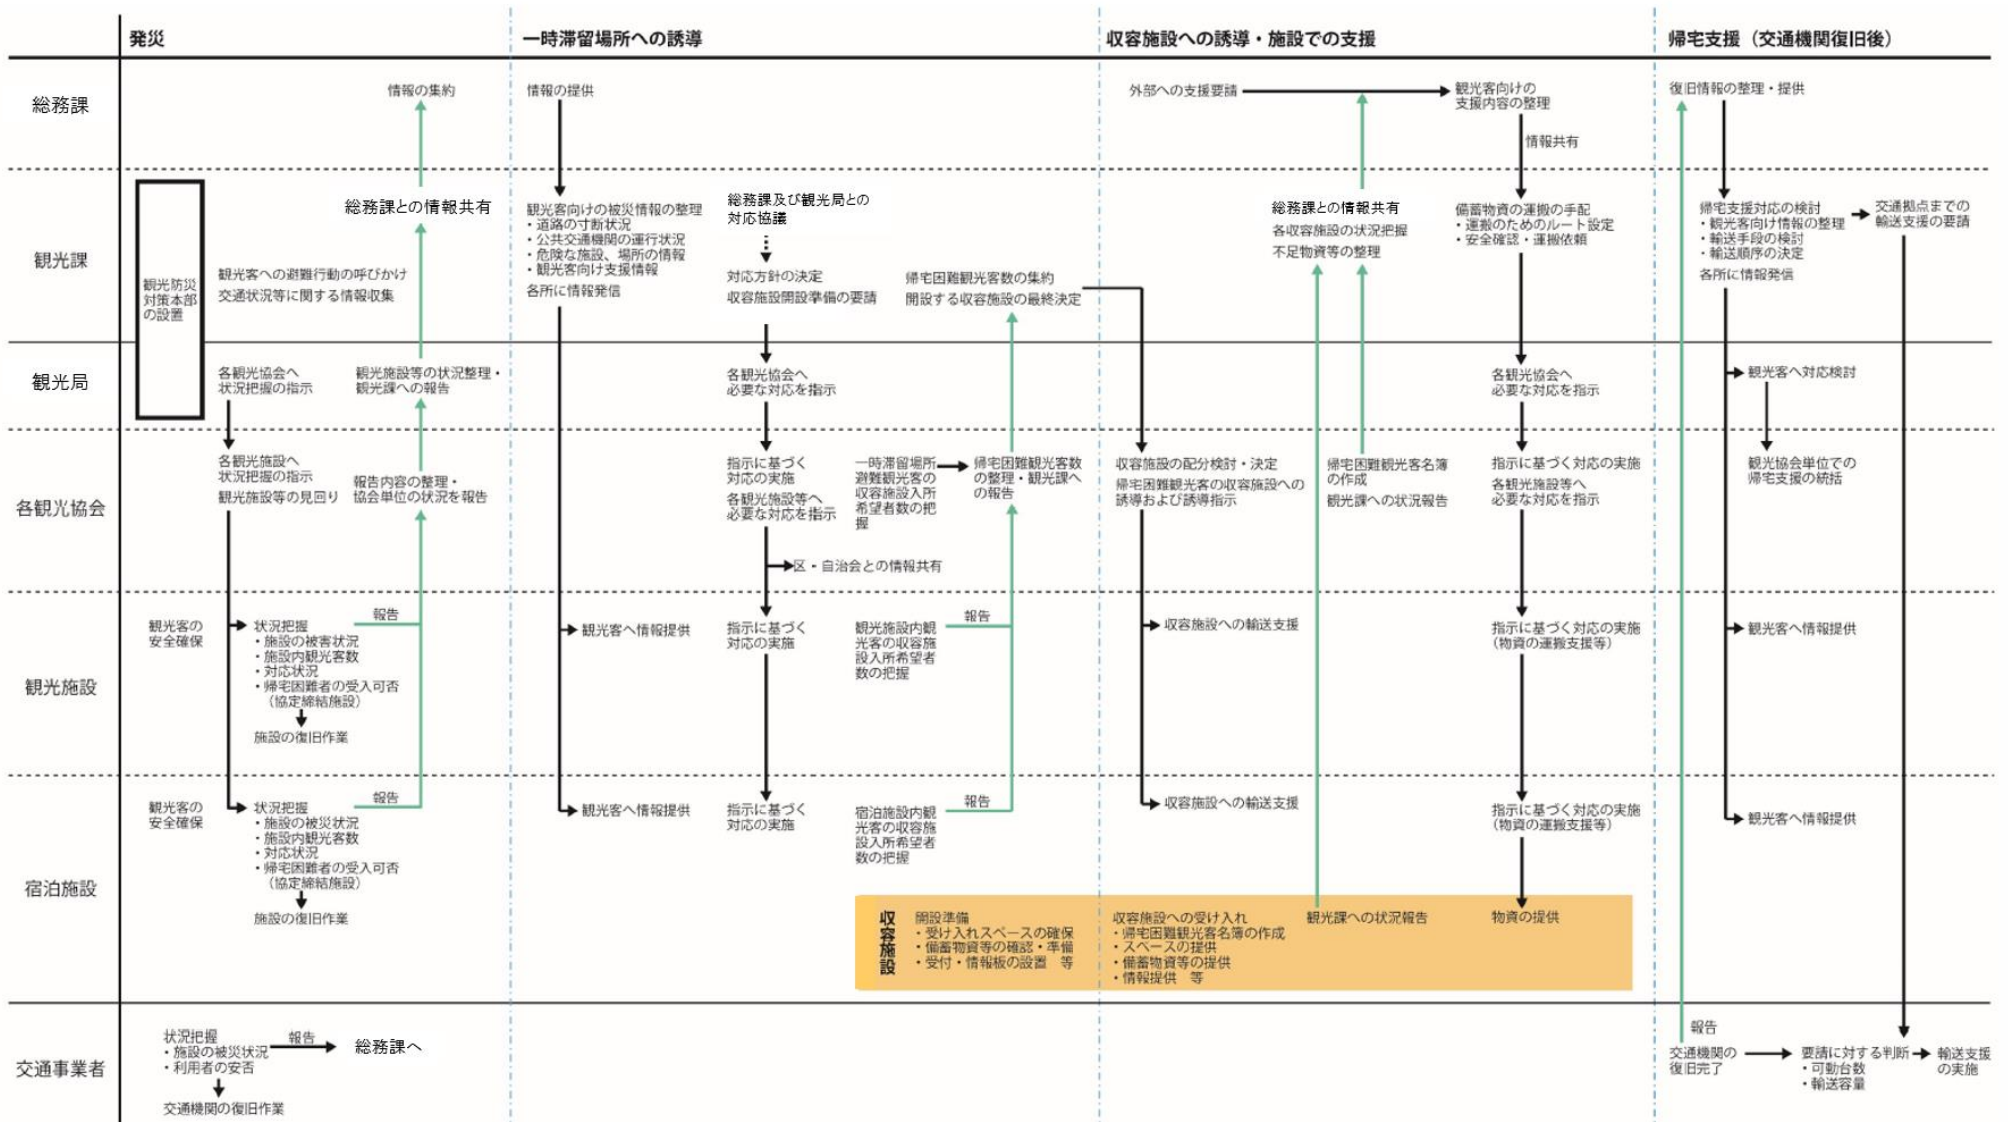 発災
一時滞留場所への誘導
収容施設への誘導・施設での支援
帰宅支援（交通機関復旧後）
総務課
情報の集約
情報の提供
外部への支援要請
観光客向けの
支援内容の整理
情報共有
復旧情報の整理・提供
観光課
観光防災
対策本部
の設置
総務課との情報共有
観光客への避難行動の呼びかけ
交通状況等に関する情報収集
観光客向けの被災情報の整理
・道路の寸断状況
・公共交通機関の運行状況
・危険な施設、場所の情報
・観光客向け支援情報
各所に情報発信
総務課及び観光局との
対応協議
対応方針の決定
収容施設開設準備の要請
帰宅困難観光客数の集約
開設する収容施設の最終決定
総務課との情報共有
各収容施設の状況把握
不足物資等の整理
備蓄物資の運搬の手配
・運搬のためのルート設定
・安全確認・運搬依頼
帰宅支援対応の検討
・観光客向け情報の整理
・輸送手段の検討
・輸送順序の決定
各所に情報発信
交通拠点までの
輸送支援の要請
観光局
各観光協会へ
状況把握の指示
観光施設等の状況整理・
観光課への報告
各観光協会へ
必要な対応を指示
各観光協会へ
必要な対応を指示
観光客へ対応検討
各観光協会
各観光施設へ
状況把握の指示
観光施設等の見回り
報告内容の整理・
協会単位の状況を報告
指示に基づく
対応の実施
各観光施設等へ
必要な対応を指示
一時滞留場所
避難観光客の
収容施設入所
希望者数の把
握
帰宅困難観光客数
の整理・観光課へ
の報告
区・自治会との情報共有
収容施設の配分検討・決定
帰宅困難観光客の収容施設への
誘導および誘導指示
帰宅困難観光客名簿
の作成
観光課への状況報告
指示に基づく対応の実施
各観光施設等へ
必要な対応を指示
観光協会単位での
帰宅支援の統括
観光施設
観光客の
安全確保
状況把握
・施設の被害状況
・施設内観光客数
・対応状況
・帰宅困難者の受入可否
（協定締結施設）
施設の復旧作業
報告
観光客へ情報提供
指示に基づく
対応の実施
観光施設内観
光客の収容施
設入所希望者
数の把握
報告
収容施設への輸送支援
指示に基づく対応の実施
(物資の運搬支援等)
観光客へ情報提供
宿泊施設
観光客の
安全確保
状況把握
・施設の被災状況
・施設内観光客数
・対応状況
・帰宅困難者の受入可否
（協定締結施設）
施設の復旧作業
報告
観光客へ情報提供
指示に基づく
対応の実施
宿泊施設内観
光客の収容施
設入所希望者
数の把握
報告
収容施設への輸送支援
指示に基づく対応の実施
(物資の運搬支援等)
観光客へ情報提供
収容施設
開設準備
・受け入れスペースの確保
・備蓄物資等の確認・準備
・受付・情報板の設置　等
収容施設への受け入れ
・帰宅困難観光客名簿の作成
・スペースの提供
・備蓄物資等の提供
・情報提供　等
観光課への状況報告
物資の提供
交通事業者
状況把握
・施設の被災状況
・利用者の安否
報告
総務課へ
交通機関の復旧作業
報告
交通機関の
復旧完了
要請に対する判断
・可動台数
・輸送容量
輸送支援
の実施